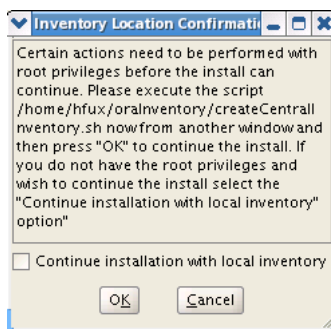 Inventory Location Confirmati
Certain actions need to be performed with
root privileges before the install can
continue. Please execute the script
/home/hfux/oraInventory/createCentralI
nventory.sh now from another window and
then press "OK" to continue the install. If
you do not have the root privileges and
wish to continue the install select the
"Continue installation with local inventory"
option"
Continue installation with local inventory
OK
Cancel